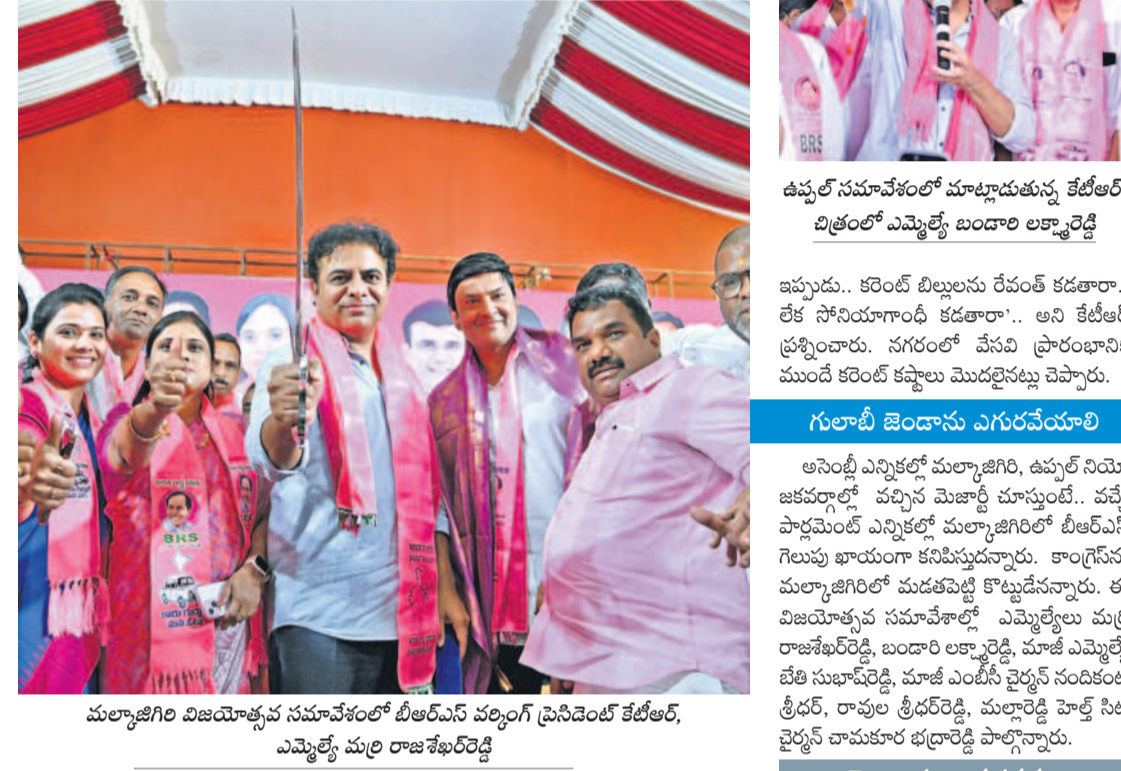 BRS
BRS
మల్కాజిగిరి విజయోత్సవ సమావేశంలో బీఆర్ఎస్ వర్కింగ్ ప్రెసిడెంట్ కేటీఆర్,
ఎమ్మెల్యే మర్రి రాజశేఖర్‌రెడ్డి
ఉప్పల్ సమావేశంలో మాట్లాడుతున్న కేటీఆర్
చిత్రంలో ఎమ్మెల్యే బండారి లక్ష్మారెడ్డి
ఇప్పుడు.. కరెంట్ బిల్లులను రేవంత్ కడతారా..
లేక సోనియాగాంధీ కడతారా'.. అని కేటీఆర్
ప్రశ్నించారు. నగరంలో వేసవి ప్రారంభానిక
ముందే కరెంట్ కష్టాలు మొదలైనట్లు చెప్పారు.
గులాబీ జెండాను ఎగురవేయాలి
అసెంబ్లీ ఎన్నికల్లో మల్కాజిగిరి, ఉప్పల్ నియో
జకవర్గాల్లో వచ్చిన మెజార్టీ చూస్తుంటే.. వచ్చే
పార్లమెంట్ ఎన్నికల్లో మల్కాజిగిరిలో బీఆర్ఎస్
గెలుపు ఖాయంగా కనిపిస్తుదన్నారు. కాంగ్రెస్‌న
మల్కాజిగిరిలో మడతపెట్టి కొట్టుడేనన్నారు. ఈ
విజయోత్సవ సమావేశాల్లో ఎమ్మెల్యేలు మర్రి
రాజశేఖర్‌రెడ్డి, బండారి లక్ష్మారెడ్డి, మాజీ ఎమ్మెల్యే
బేతి సుభాష్‌రెడ్డి, మాజీ ఎంబీసీ చైర్మన్ నందికంట
శ్రీధర్, రావుల శ్రీధర్‌రెడ్డి, మల్లారెడ్డి హెల్త్ సిట
చైర్మన్ చామకూర భద్రారెడ్డి పాల్గొన్నారు.